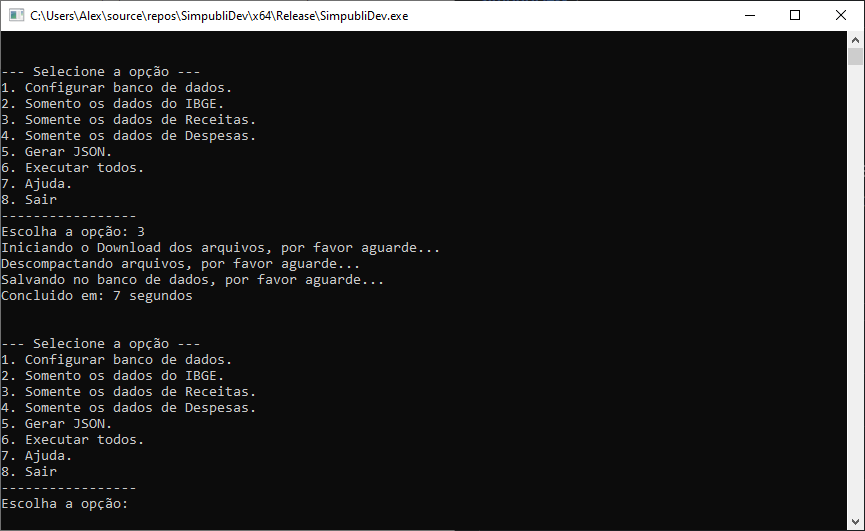 C:\Users\Alex\source\repos\SimpubliDev\x64\Release\SimpubliDev.exe
--- Selecione a opção ---
1. Configurar banco de dados.
2. Somento os dados do IBGE.
3. Somente os dados de Receitas.
4. Somente os dados de Despesas.
5. Gerar JSON.
6. Executar todos.
7. Ajuda.
8. Sair
-----------------
Escolha a opção: 3
Iniciando o Download dos arquivos, por favor aguarde...
Descompactando arquivos, por favor aguarde...
Salvando no banco de dados, por favor aguarde...
Concluido em: 7 segundos
--- Selecione a opção ---
1. Configurar banco de dados.
2. Somento os dados do IBGE.
3. Somente os dados de Receitas.
4. Somente os dados de Despesas.
5. Gerar JSON.
6. Executar todos.
7. Ajuda.
8. Sair
-----------------
Escolha a opção: